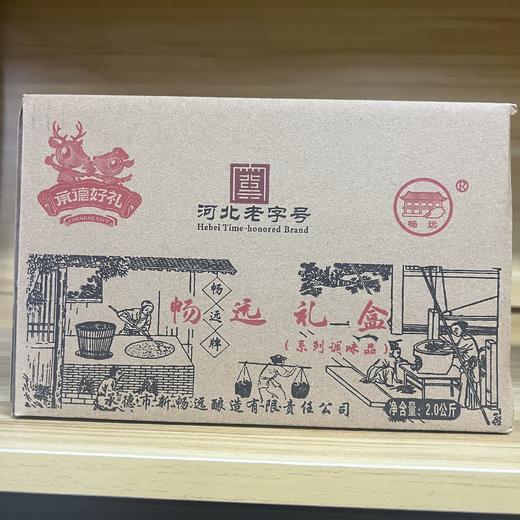 承德好礼
CHENGDE GIFT
河北老字号
Hebei Time-honored Brand
畅远
®
畅远牌
畅远礼盒
(系列调味品)
承德市新畅远酿造有限责任公司
净含量：2.0公斤